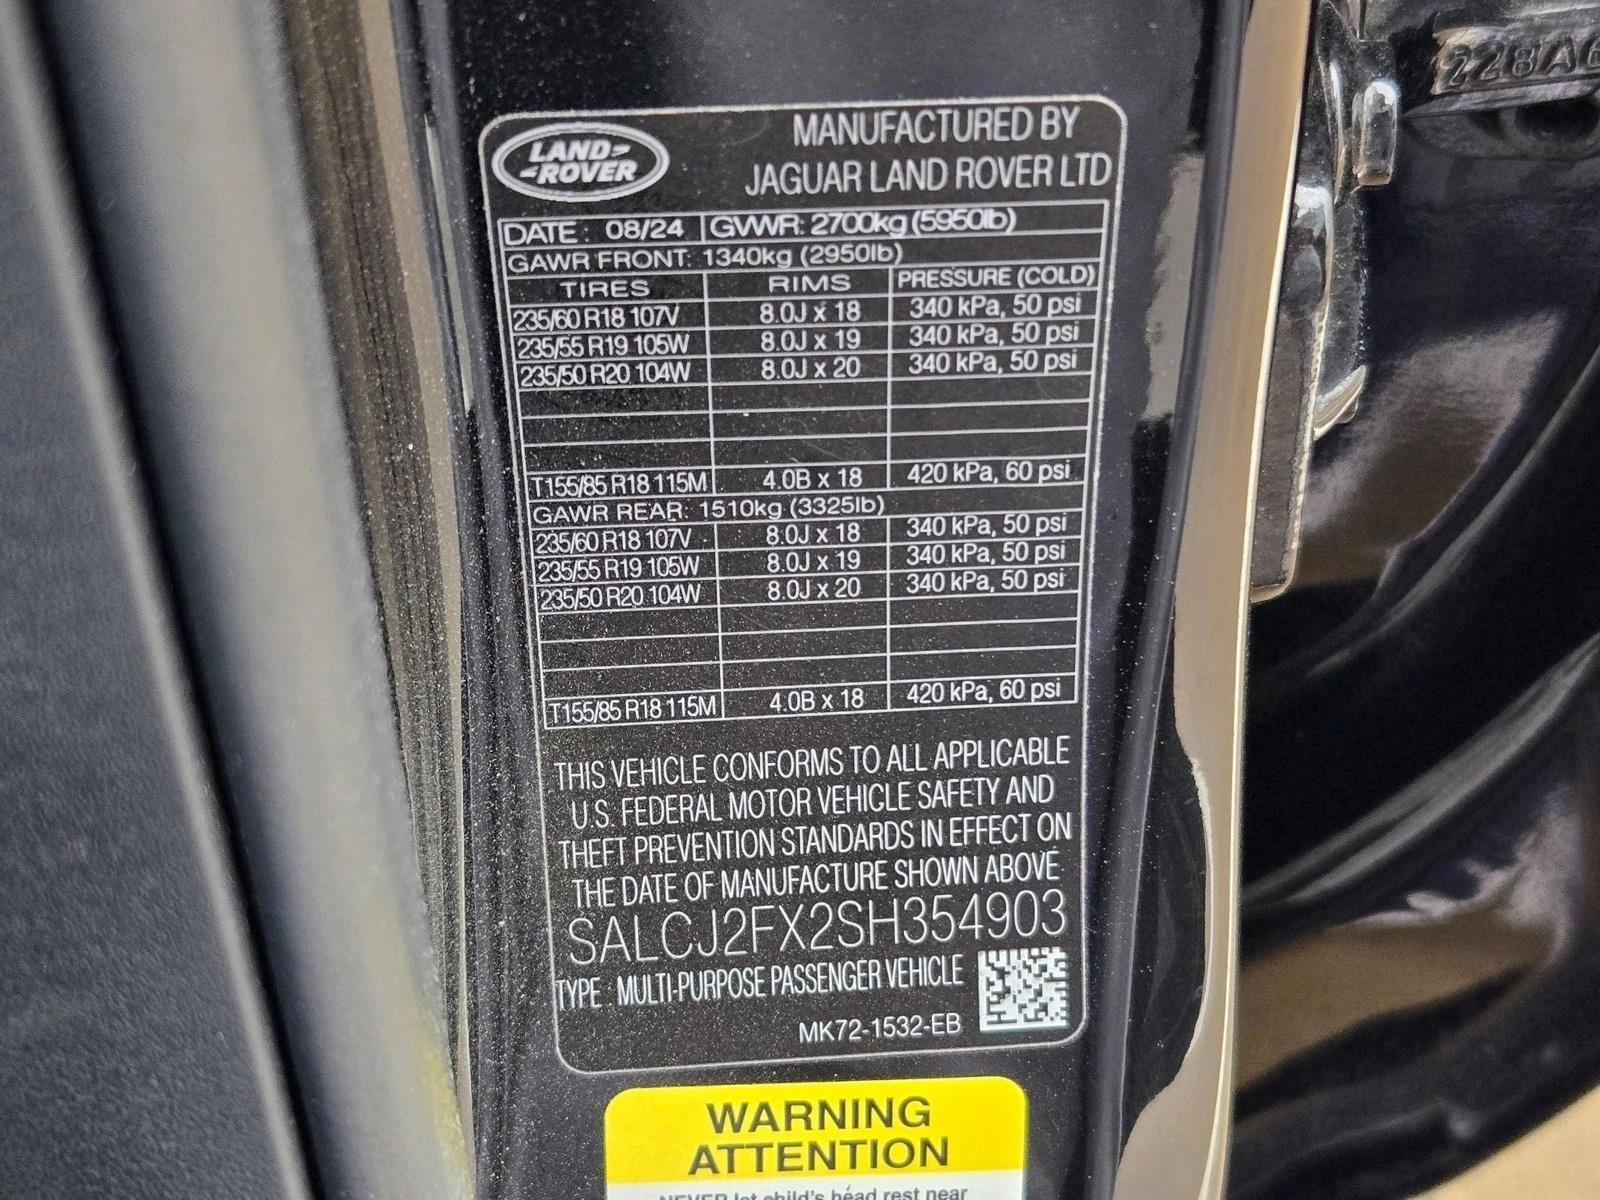 228A6
LAND-
-ROVER
MANUFACTURED BY
JAGUAR LAND ROVER LTD
DATE: 08/24 GVWR: 2700kg (5950lb)
GAWR FRONT: 1340kg (2950lb)
TIRES RIMS PRESSURE (COLD)
235/60 R18 107V 8.0J x 18 340 kPa, 50 psi
235/55 R19 105W 8.0J x 19 340 kPa, 50 psi
235/50 R20 104W 8.0J x 20 340 kPa, 50 psi
T155/85 R18 115M 4.0B x 18 420 kPa, 60 psi
GAWR REAR: 1510kg (3325lb)
235/60 R18 107V 8.0J x 18 340 kPa, 50 psi
235/55 R19 105W 8.0J x 19 340 kPa, 50 psi
235/50 R20 104W 8.0J x 20 340 kPa, 50 psi
T155/85 R18 115M 4.0B x 18 420 kPa, 60 psi
THIS VEHICLE CONFORMS TO ALL APPLICABLE
U.S. FEDERAL MOTOR VEHICLE SAFETY AND
THEFT PREVENTION STANDARDS IN EFFECT ON
THE DATE OF MANUFACTURE SHOWN ABOVE
SALCJ2FX2SH354903
TYPE MULTI-PURPOSE PASSENGER VEHICLE
MK72-1532-EB
WARNING
ATTENTION
NEVER let child's head rest near